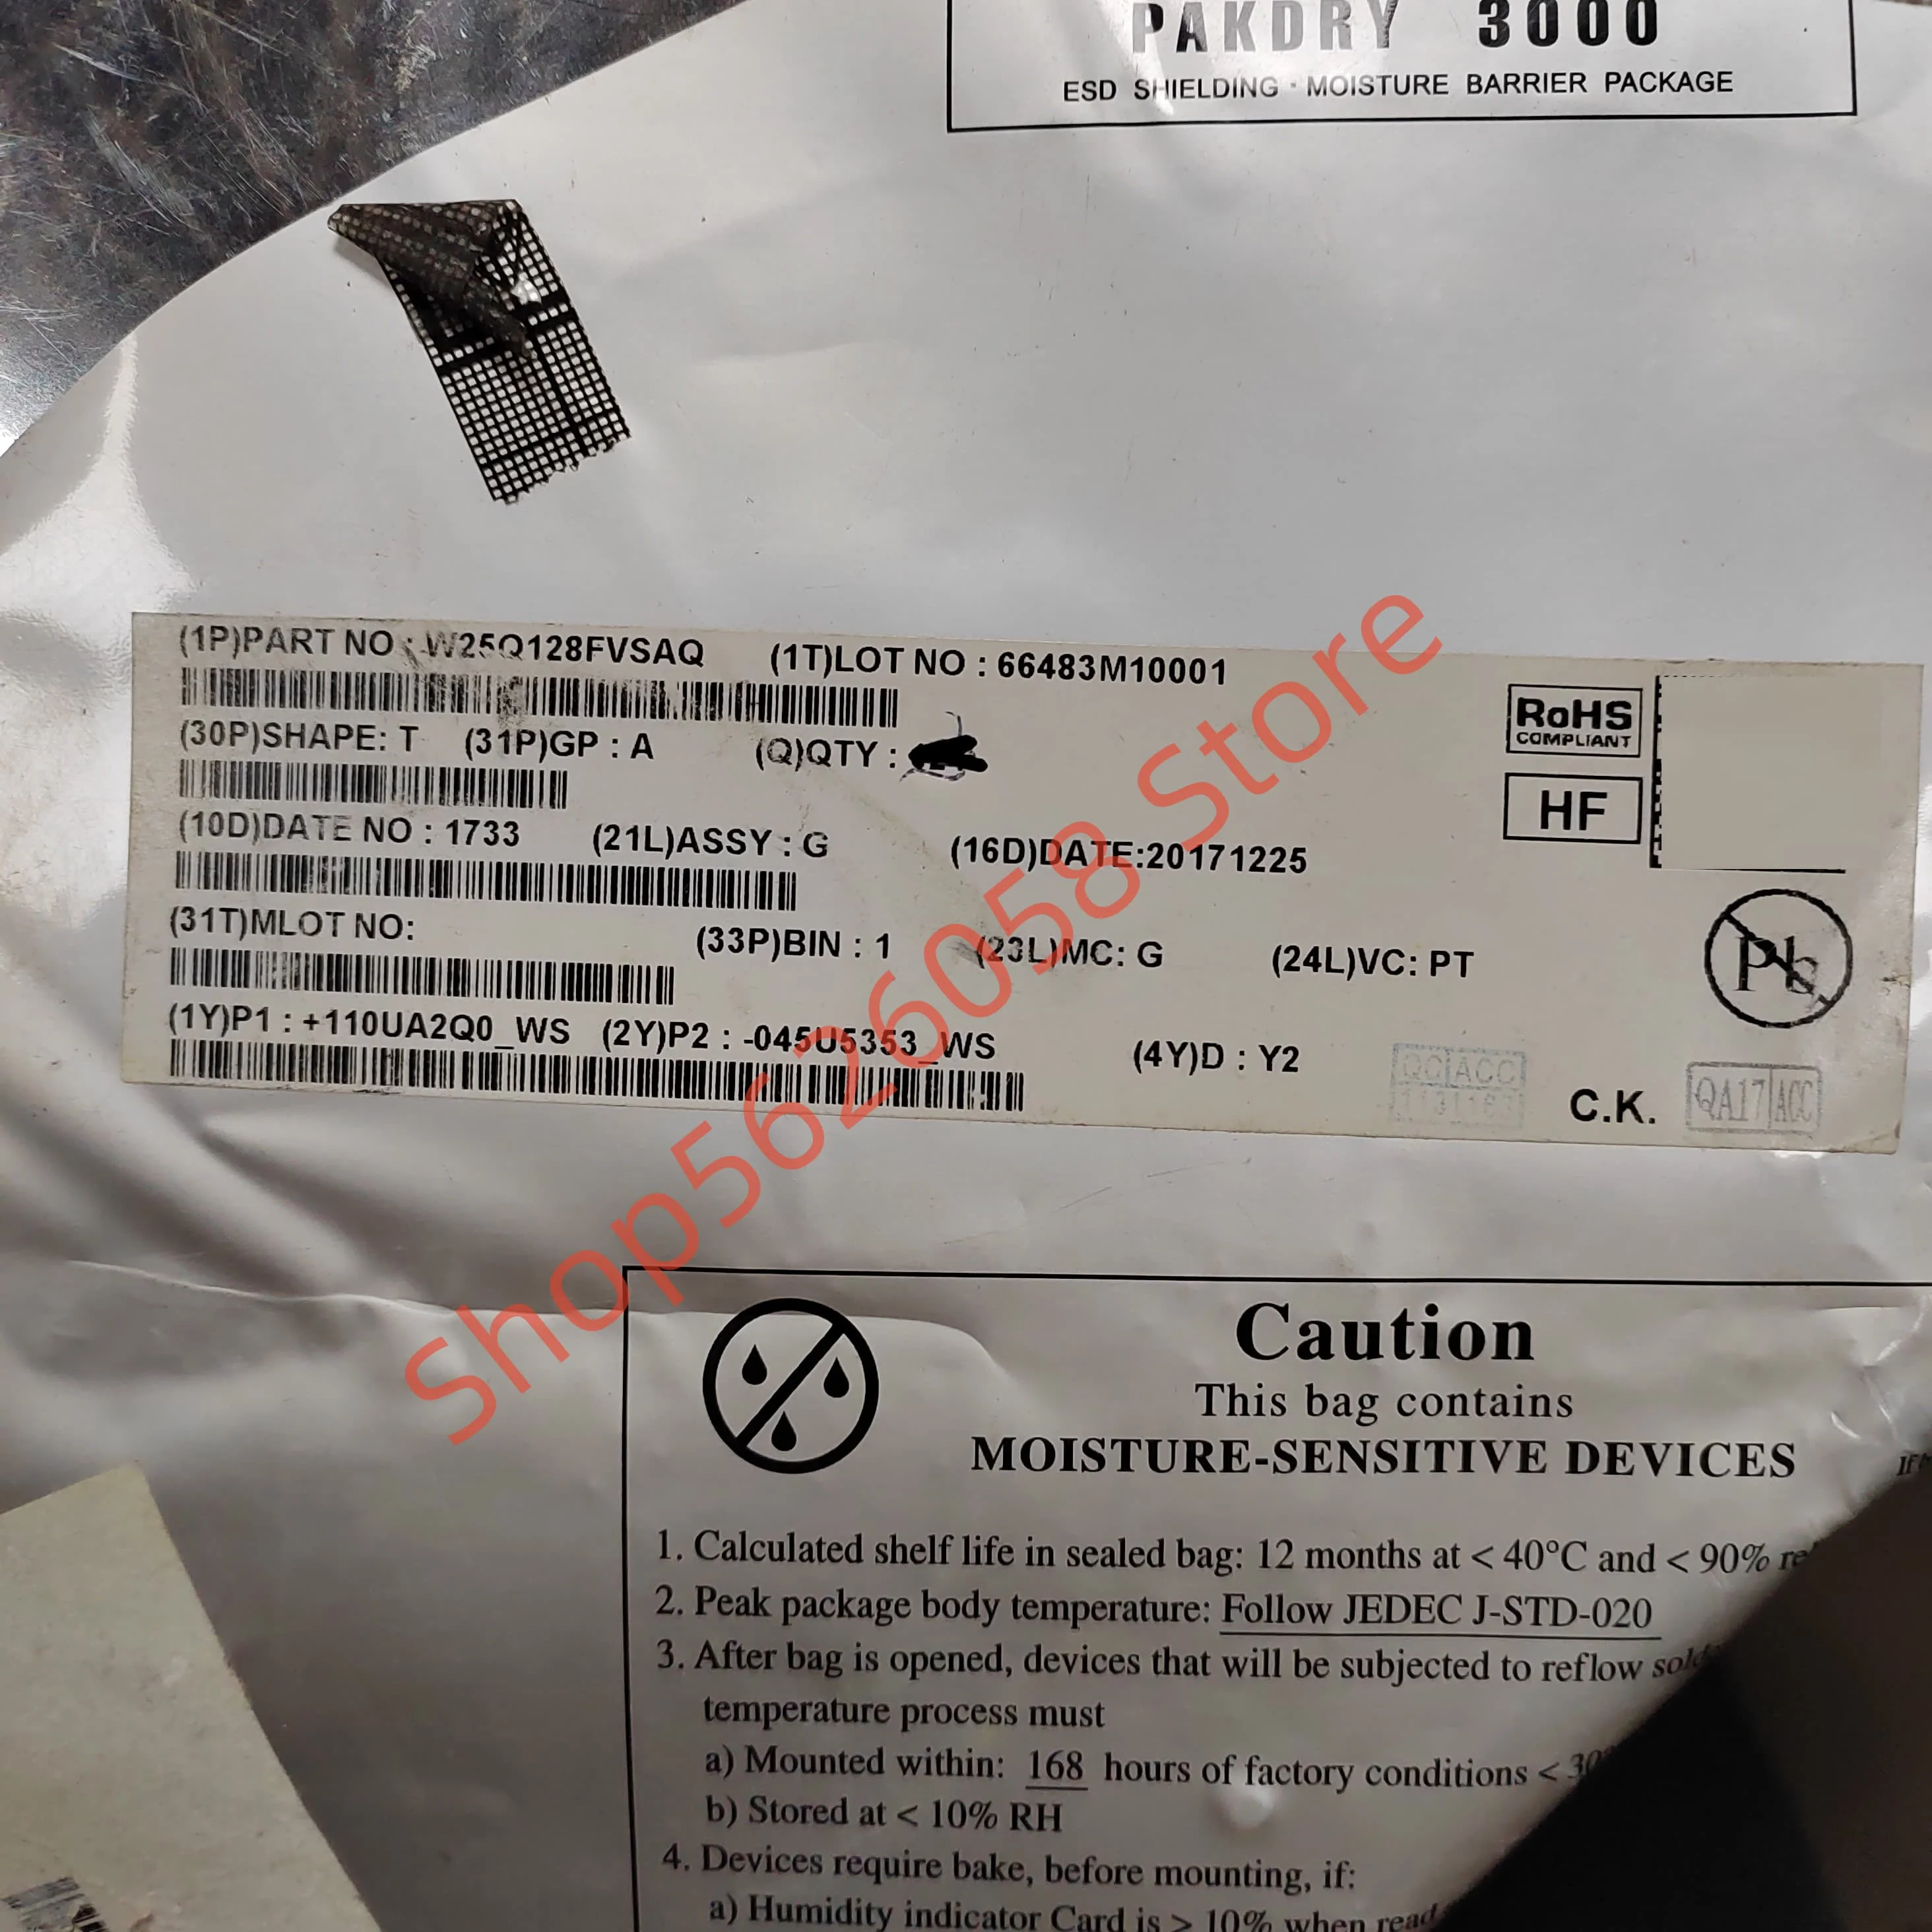 PAKDRY 3000
ESD SHIELDING · MOISTURE BARRIER PACKAGE
(1P)PART NO : W25Q128FVSAQ (1T)LOT NO : 66483M10001
(30P)SHAPE: T (31P)GP : A (Q)QTY :
RoHS
COMPLIANT
HF
(10D)DATE NO : 1733 (21L)ASSY : G (16D)DATE:20171225
(31T)MLOT NO: (33P)BIN : 1 (23L)MC: G (24L)VC: PT
Pb
(1Y)P1 : +110UA2Q0_WS (2Y)P2 : -045U5353_WS (4Y)D : Y2
QC ACC
C.K.
QA17 ACC
Shop5626058 Store
Caution
This bag contains
MOISTURE-SENSITIVE DEVICES
1. Calculated shelf life in sealed bag: 12 months at < 40°C and < 90%
2. Peak package body temperature: Follow JEDEC J-STD-020
3. After bag is opened, devices that will be subjected to reflow
temperature process must
a) Mounted within: 168 hours of factory conditions <
b) Stored at < 10% RH
4. Devices require bake, before mounting, if:
a) Humidity indicator Card is > 10% when read